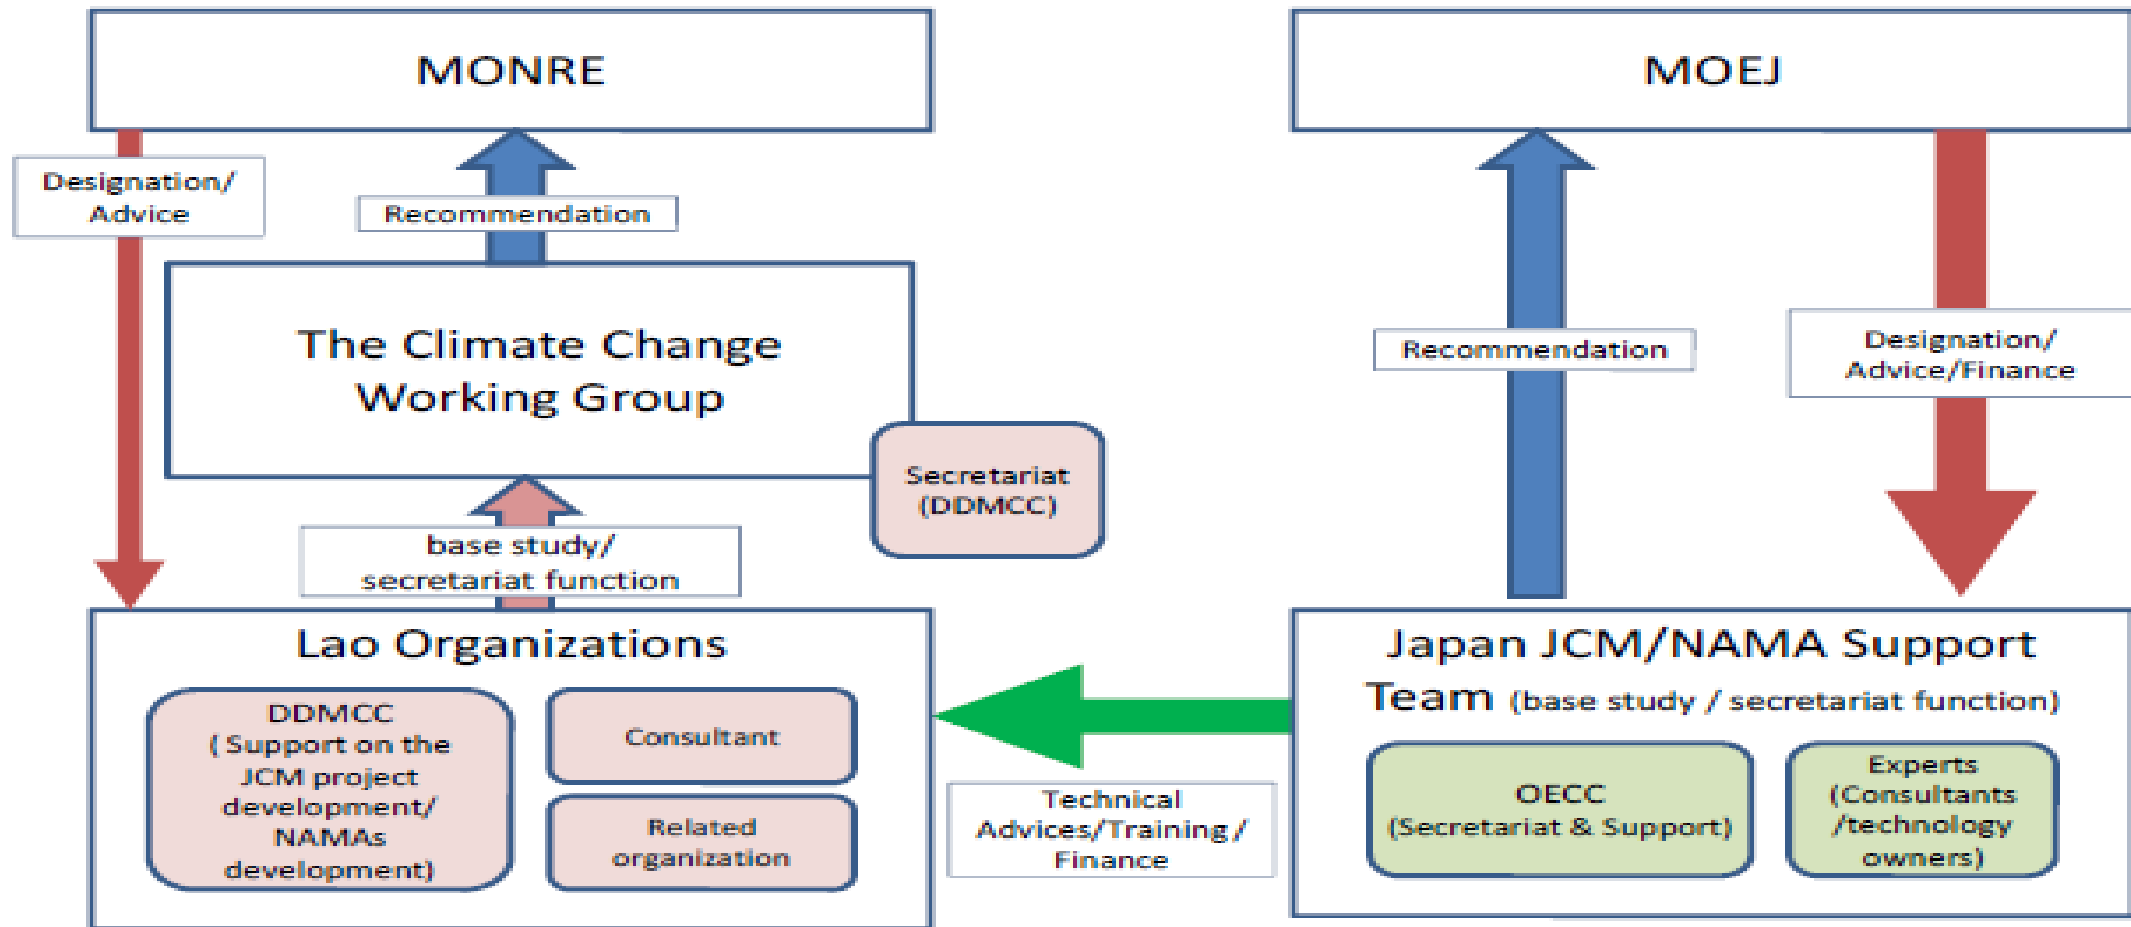 MONRE
MOEJ
Designation/
Advice
Recommendation
The Climate Change
Working Group
Secretariat
(DDMCC)
Recommendation
Designation/
Advice/Finance
base study/
secretariat function
Lao Organizations
DDMCC
( Support on the
JCM project
development/
NAMAs
development)
Consultant
Related
organization
Technical
Advices/Training /
Finance
Japan JCM/NAMA Support
Team (base study / secretariat function)
OECC
(Secretariat & Support)
Experts
(Consultants
/technology
owners)